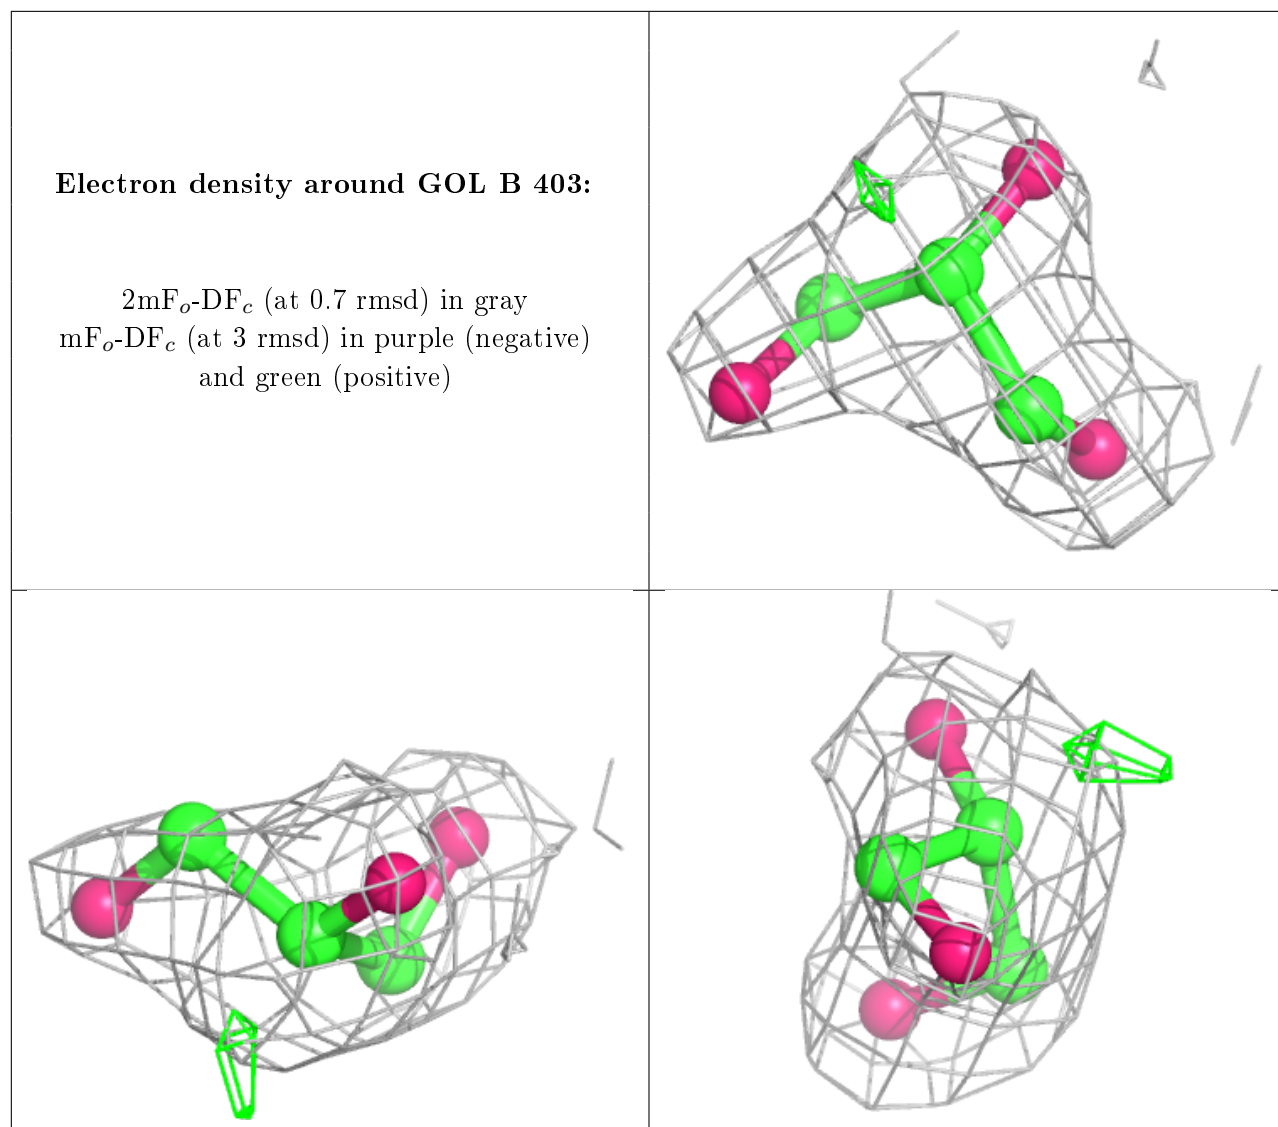 Electron density around GOL B 403:
2mFo-DFc (at 0.7 rmsd) in gray
mFo-DFc (at 3 rmsd) in purple (negative)
and green (positive)